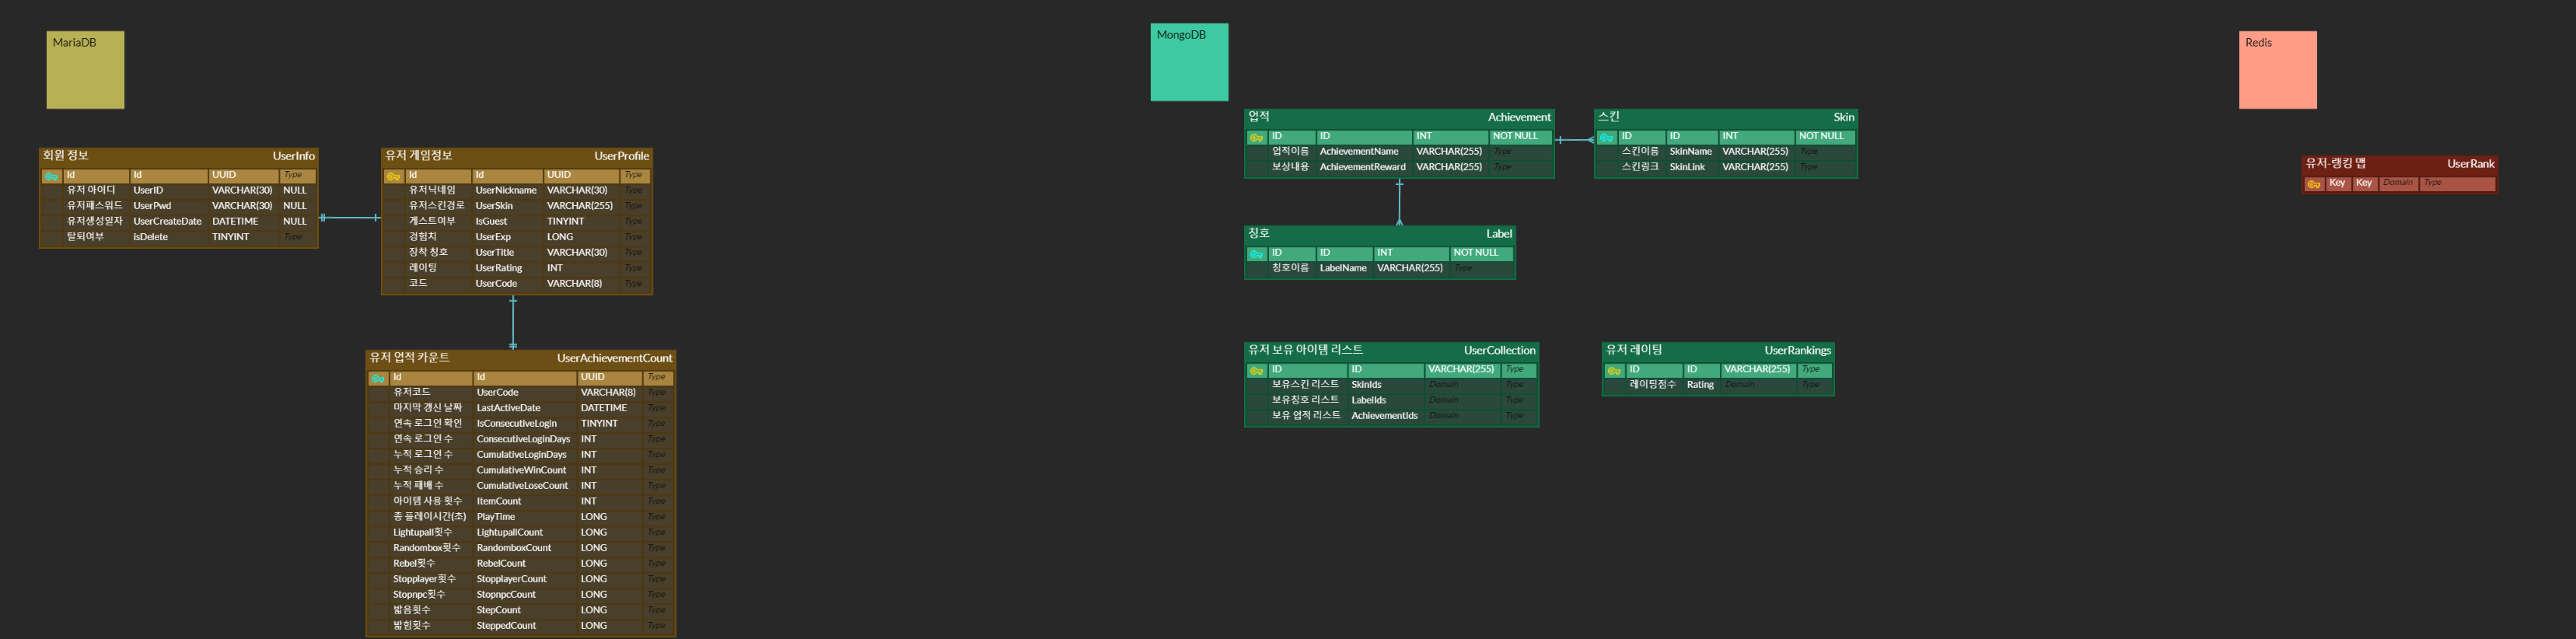 MariaDB
회원 정보 UserInfo
Id Id UUID Type
유저 아이디 UserID VARCHAR(30) NULL
유저패스워드 UserPwd VARCHAR(30) NULL
유저생성일자 UserCreateDate DATETIME NULL
탈퇴여부 isDelete TINYINT Type
유저 게임정보 UserProfile
Id Id UUID Type
유저닉네임 UserNickname VARCHAR(30) Type
유저스킨경로 UserSkin VARCHAR(255) Type
게스트여부 IsGuest TINYINT Type
경험치 UserExp LONG Type
장착 칭호 UserTitle VARCHAR(30) Type
레이팅 UserRating INT Type
코드 UserCode VARCHAR(8) Type
유저 업적 카운트 UserAchievementCount
Id Id UUID Type
유저코드 UserCode VARCHAR(8) Type
마지막 갱신 날짜 LastActiveDate DATETIME Type
연속 로그인 확인 IsConsecutiveLogin TINYINT Type
연속 로그인 수 ConsecutiveLoginDays INT Type
누적 로그인 수 CumulativeLogInDays INT Type
누적 승리 수 CumulativeWinCount INT Type
누적 패배 수 CumulativeLoseCount INT Type
아이템 사용 횟수 ItemCount INT Type
총 플레이시간(초) PlayTime LONG Type
Lightupall횟수 LightupallCount LONG Type
Randombox횟수 RandomboxCount LONG Type
Rebel횟수 RebelCount LONG Type
Stopplayer횟수 StopplayerCount LONG Type
Stopnpc횟수 StopnpcCount LONG Type
밟음횟수 StepCount LONG Type
밟힘횟수 SteppedCount LONG Type
MongoDB
업적 Achievement
ID ID INT NOT NULL
업적이름 AchievementName VARCHAR(255) Type
보상내용 AchievementReward VARCHAR(255) Type
스킨 Skin
ID ID INT NOT NULL
스킨이름 SkinName VARCHAR(255) Type
스킨링크 SkinLink VARCHAR(255) Type
칭호 Label
ID ID INT NOT NULL
칭호이름 LabelName VARCHAR(255) Type
유저 보유 아이템 리스트 UserCollection
ID ID VARCHAR(255) Type
보유스킨 리스트 SkinIds Domain Type
보유칭호 리스트 LabelIds Domain Type
보유 업적 리스트 AchievementIds Domain Type
유저 레이팅 UserRankings
ID ID VARCHAR(255) Type
레이팅점수 Rating Domain Type
Redis
유저-랭킹 맵 UserRank
Key Key Domain Type